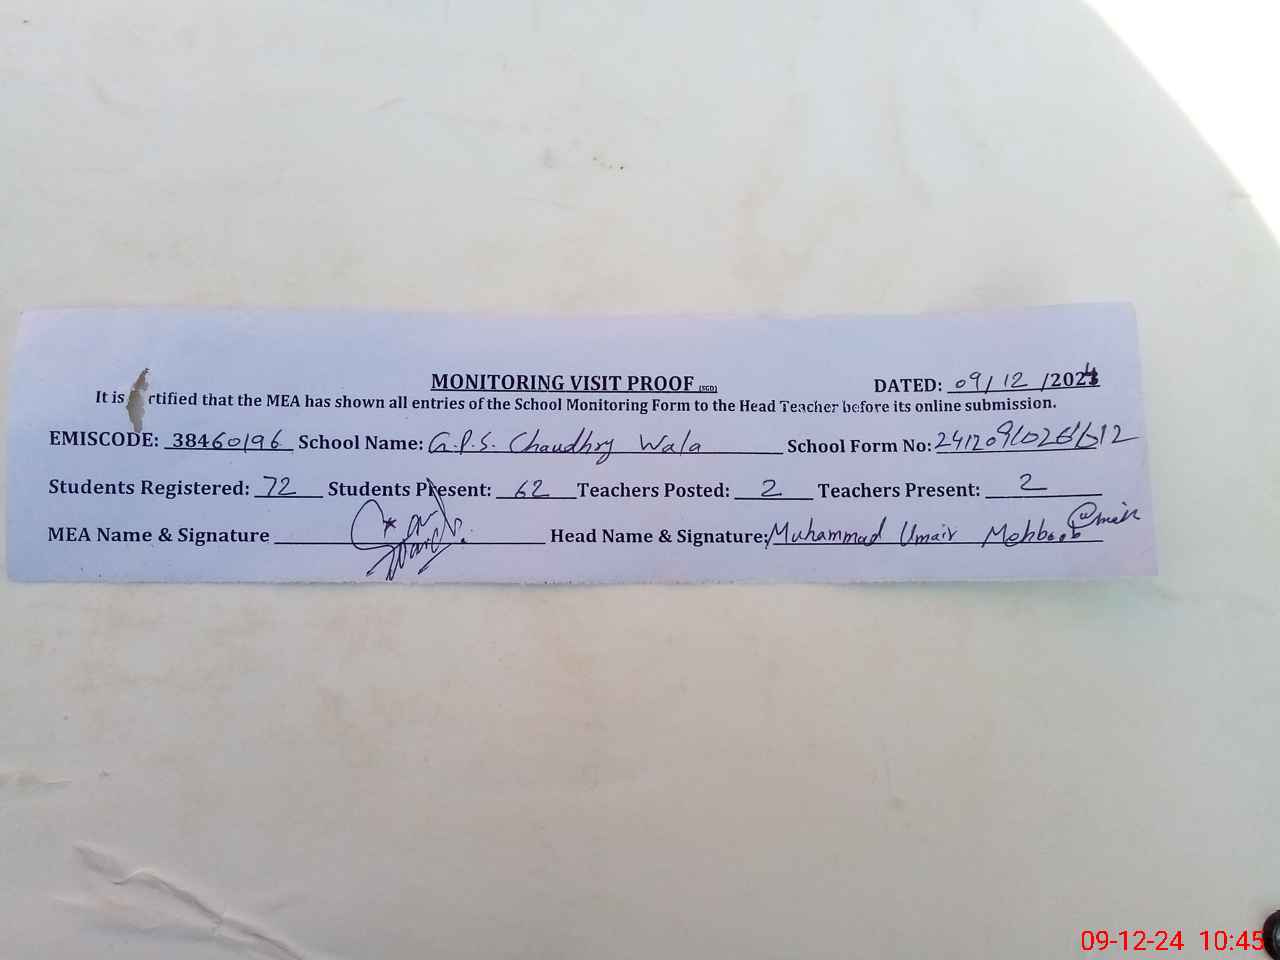 MONITORING VISIT PROOF (SGD) DATED: 09/12/2024
It is rtified that the MEA has shown all entries of the School Monitoring Form to the Head Teacher before its online submission.
EMISCODE: 38460196 School Name: G.P.S. Chaudhry Wala School Form No:
Students Registered: 72 Students Present: 62 Teachers Posted: 2 Teachers Present: 2
MEA Name & Signature Head Name & Signature: Muhammad Umair Mehboob
09-12-24 10:45